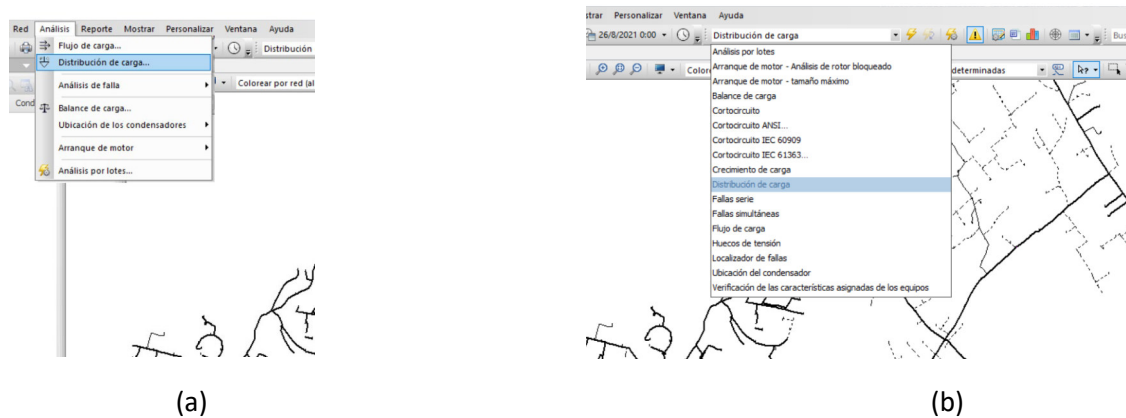 Red Análisis Reporte Mostrar Personalizar Ventana Ayuda
Flujo de carga...
Distribución
Distribución de carga...
Análisis de falla
Colorear por red (al
Cond
Balance de carga...
Ubicación de los condensadores
Arranque de motor
Análisis por lotes...
(a)
strar Personalizar Ventana Ayuda
26/8/2021 0:00
Distribución de carga
Bus
Análisis por lotes
Arranque de motor - Análisis de rotor bloqueado
Color
determinadas
Arranque de motor - tamaño máximo
Balance de carga
Cortocircuito
Cortocircuito ANSI...
Cortocircuito IEC 60909
Cortocircuito IEC 61363...
Crecimiento de carga
Distribución de carga
Fallas serie
Fallas simultáneas
Flujo de carga
Huecos de tensión
Localizador de fallas
Ubicación del condensador
Verificación de las características asignadas de los equipos
(b)